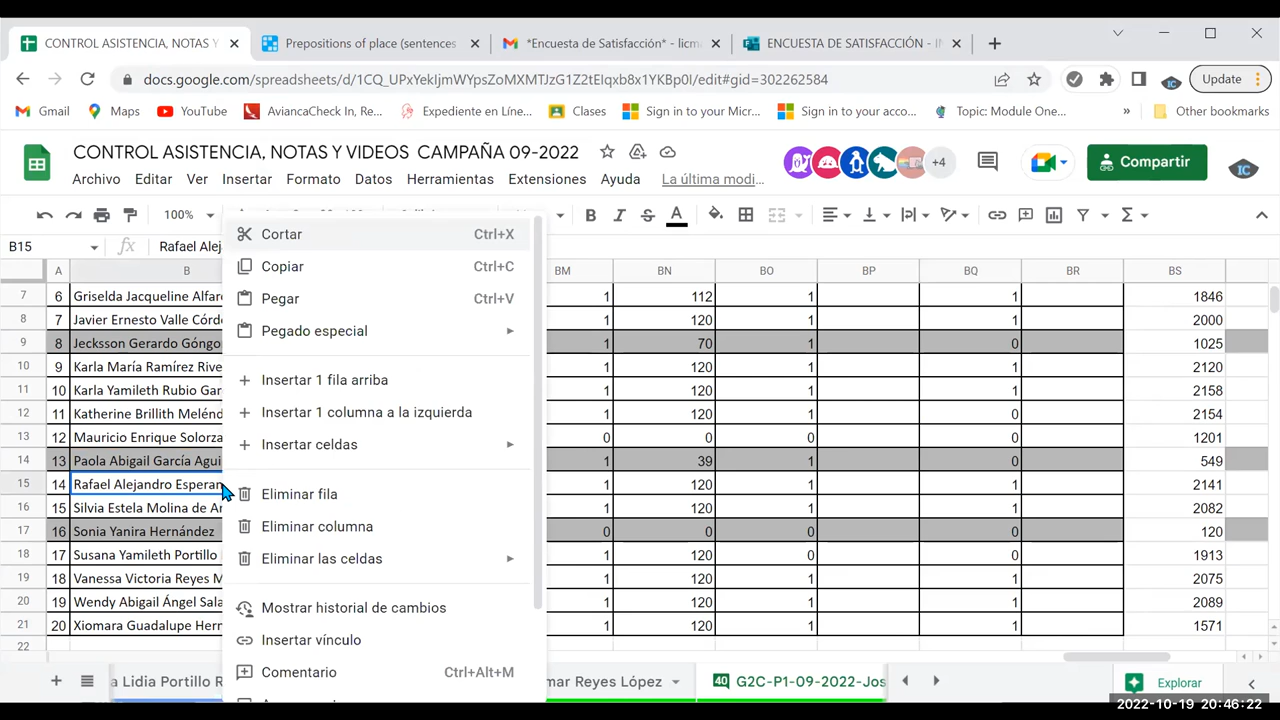 CONTROL ASISTENCIA, NOTAS Y
Prepositions of place (sentences
*Encuesta de Satisfacción* - licm
ENCUESTA DE SATISFACCIÓN - I
docs.google.com/spreadsheets/d/1CQ_UPxYekIjmWYpsZoMXMTJzG1Z2tEIqxb8x1YKBp0I/edit#gid=302262584
Update
Gmail
Maps
YouTube
AviancaCheck In, Re...
Expediente en Líne...
Clases
Sign in to your Micr...
Sign in to your acco...
Topic: Module One...
»
Other bookmarks
CONTROL ASISTENCIA, NOTAS Y VIDEOS CAMPAÑA 09-2022
+4
Compartir
Editar Ver Insertar Formato Datos Herramientas Extensiones Ayuda La última modi...
100%
B I S A
B15 fx Rafael Alej
A B BM BN BO BP BQ BR BS
7 6 Griselda Jacqueline Alfar 1 112 1 1 1846
8 7 Javier Ernesto Valle Córd 1 120 1 1 2000
9 8 Jecksson Gerardo Góngo 1 70 1 0 1025
10 9 Karla María Ramírez Rive 1 120 1 1 2120
11 10 Karla Yamileth Rubio Gar 1 120 1 1 2158
12 11 Katherine Brillith Melénd 1 120 1 0 2154
13 12 Mauricio Enrique Solorza 0 0 0 0 1201
14 13 Paola Abigail García Agui 1 39 1 0 549
15 14 Rafael Alejandro Esperan 1 120 1 1 2141
16 15 Silvia Estela Molina de Ar 1 120 1 1 2082
17 16 Sonia Yanira Hernández 0 0 0 0 120
18 17 Susana Yamileth Portillo 1 120 0 0 1913
19 18 Vanessa Victoria Reyes M 1 120 1 1 2075
20 19 Wendy Abigail Ángel Sala 1 120 1 1 2089
21 20 Xiomara Guadalupe Hern 1 120 1 1 1571
22
Cortar Ctrl+X
Copiar Ctrl+C
Pegar Ctrl+V
Pegado especial
Insertar 1 fila arriba
Insertar 1 columna a la izquierda
Insertar celdas
Eliminar fila
Eliminar columna
Eliminar las celdas
Mostrar historial de cambios
Insertar vínculo
Comentario Ctrl+Alt+M
a Lidia Portillo R
mar Reyes López
40 G2C-P1-09-2022-Jos
Explorar
2022-10-19 20:46:22